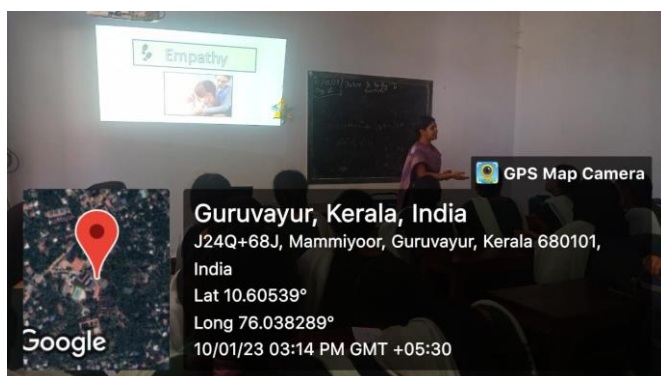 Empathy
GPS Map Camera
Guruvayur, Kerala, India
J24Q+68J, Mammiyoor, Guruvayur, Kerala 680101,
India
Lat 10.60539°
Long 76.038289°
10/01/23 03:14 PM GMT +05:30
Google